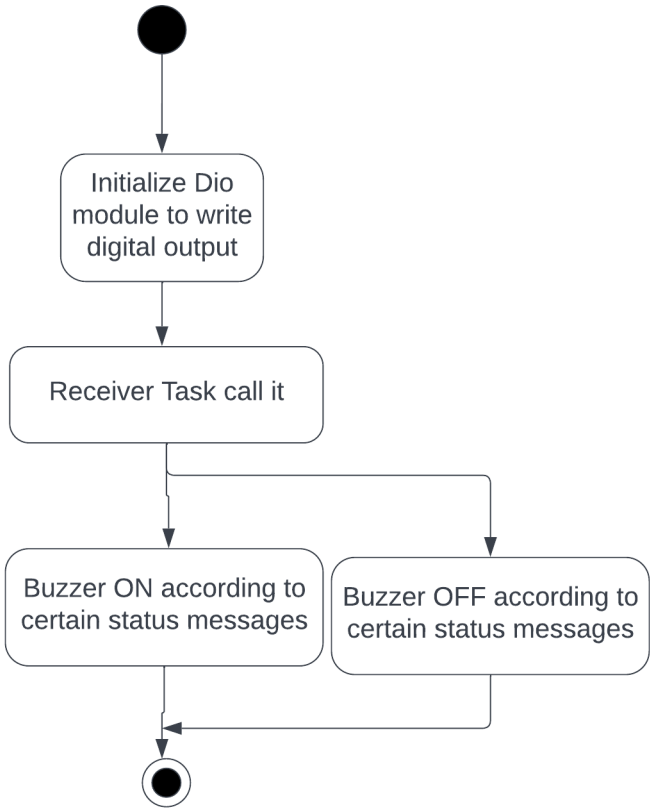 Initialize Dio
module to write
digital output
Receiver Task call it
Buzzer ON according to
certain status messages
Buzzer OFF according to
certain status messages